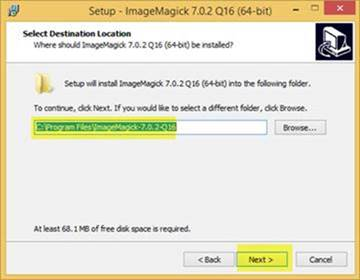 Setup - ImageMagick 7.0.2 Q16 (64-bit)
Select Destination Location
Where should ImageMagick 7.0.2 Q16 (64-bit) be installed?
Setup will install ImageMagick 7.0.2 Q16 (64-bit) into the following folder.
To continue, click Next. If you would like to select a different folder, click Browse.
C:\Program Files\ImageMagick-7.0.2-Q16
Browse...
At least 68.1 MB of free disk space is required.
< Back
Next >
Cancel